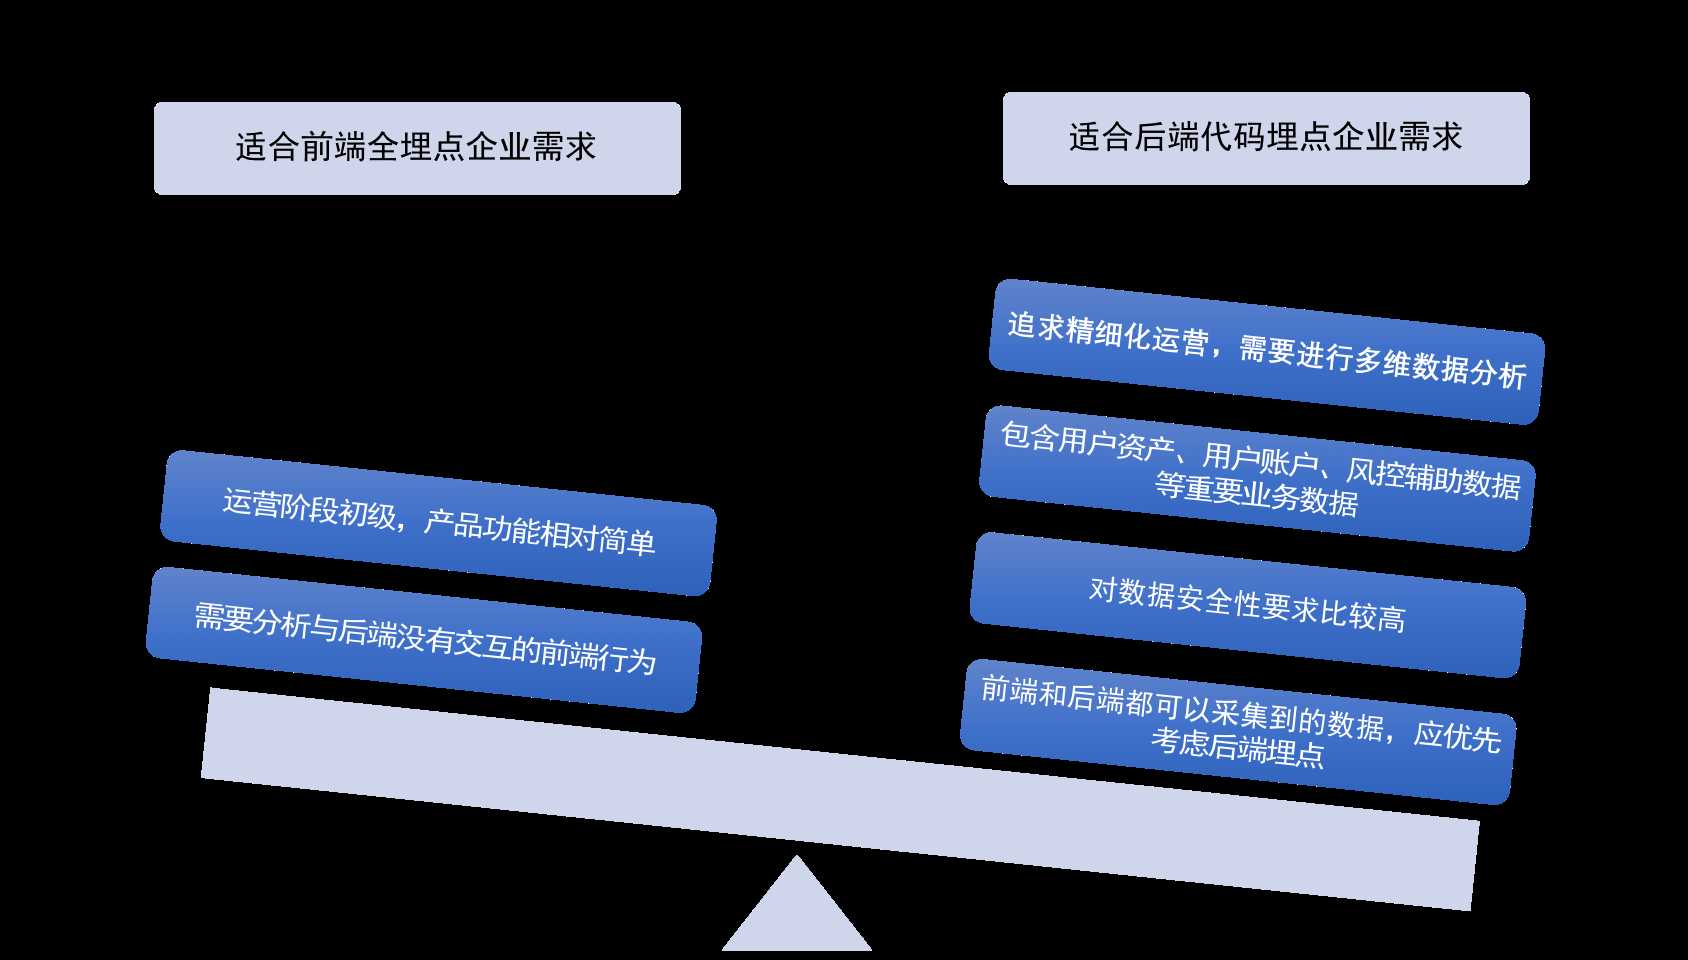 适合前端全埋点企业需求
适合后端代码埋点企业需求
运营阶段初级，产品功能相对简单
需要分析与后端没有交互的前端行为
追求精细化运营，需要进行多维数据分析
包含用户资产、用户账户、风控辅助数据
等重要业务数据
对数据安全性要求比较高
前端和后端都可以采集到的数据，应优先
考虑后端埋点